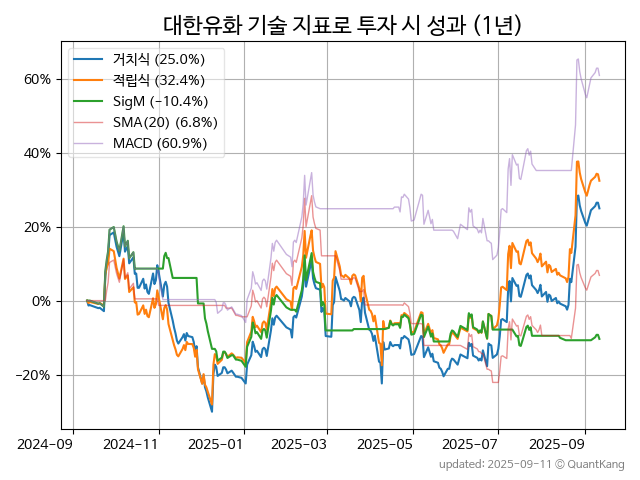 대한유화 기술 지표로 투자 시 성과 (1년)
거치식 (25.0%)
적립식 (32.4%)
SigM (−10.4%)
SMA(20) (6.8%)
MACD (60.9%)
60%
40%
20%
0%
−20%
2024-09 2024-11 2025-01 2025-03 2025-05 2025-07 2025-09
updated: 2025-09-11 © QuantKang